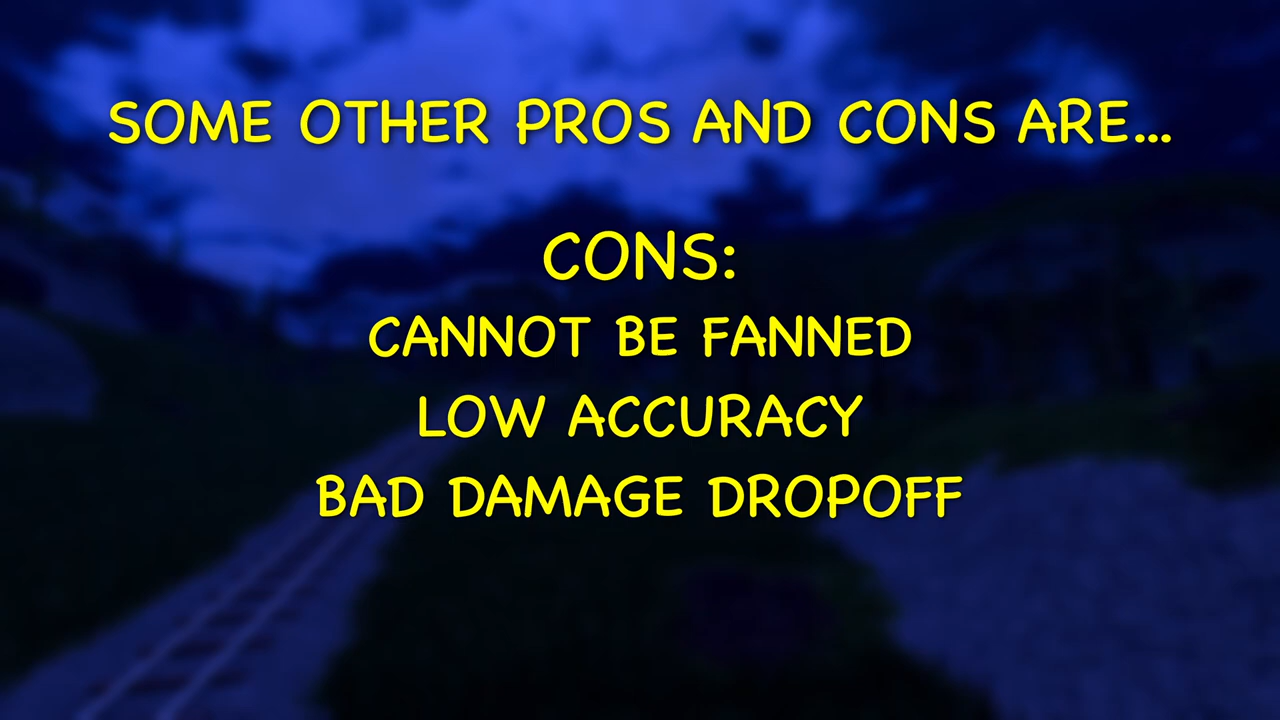 SOME OTHER PROS AND CONS ARE...
CONS:
CANNOT BE FANNED
LOW ACCURACY
BAD DAMAGE DROPOFF